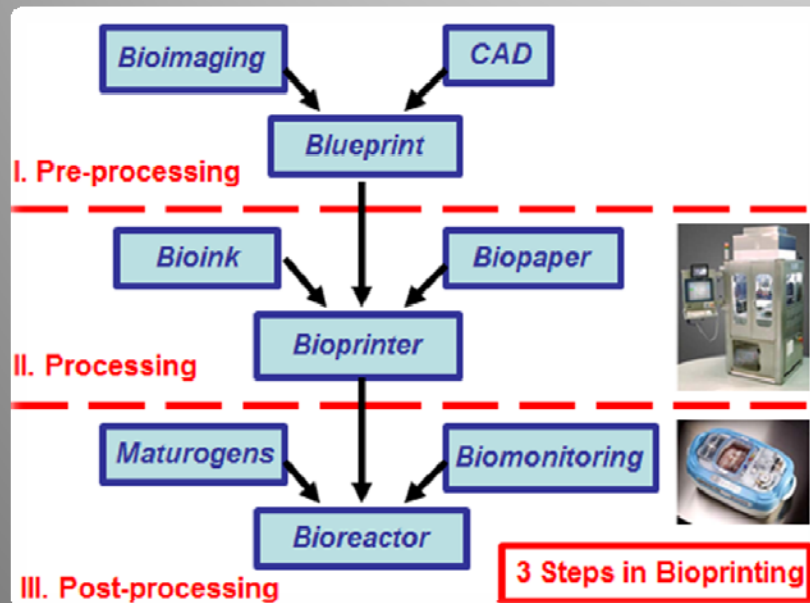 Bioimaging
CAD
Blueprint
I. Pre-processing
Bioink
Biopaper
Bioprinter
II. Processing
Maturogens
Biomonitoring
Bioreactor
III. Post-processing
3 Steps in Bioprinting